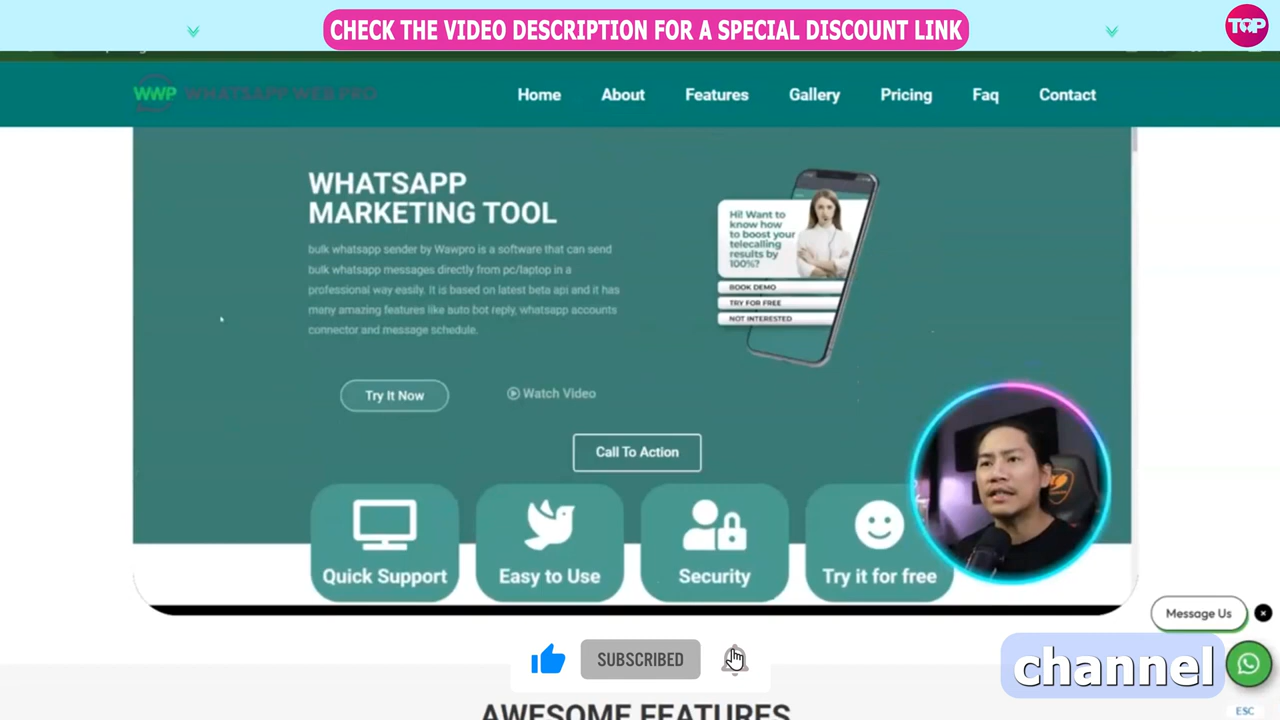 CHECK THE VIDEO DESCRIPTION FOR A SPECIAL DISCOUNT LINK
TOP
WWP WHATSAPP WEB PRO
Home About Features Gallery Pricing Faq Contact
WHATSAPP
MARKETING TOOL
bulk whatsapp sender by Wawpro is a software that can send
bulk whatsapp messages directly from pc/laptop in a
professional way easily. It is based on latest beta api and it has
many amazing features like auto bot reply, whatsapp accounts
connector and message schedule.
Hi! Want to
know how
to boost your
telecalling
results by
100%?
BOOK DEMO
TRY FOR FREE
NOT INTERESTED
Try It Now
Watch Video
Call To Action
Quick Support
Easy to Use
Security
Try it for free
Message Us
SUBSCRIBED
channel
ESC
AWESOME FEATURES